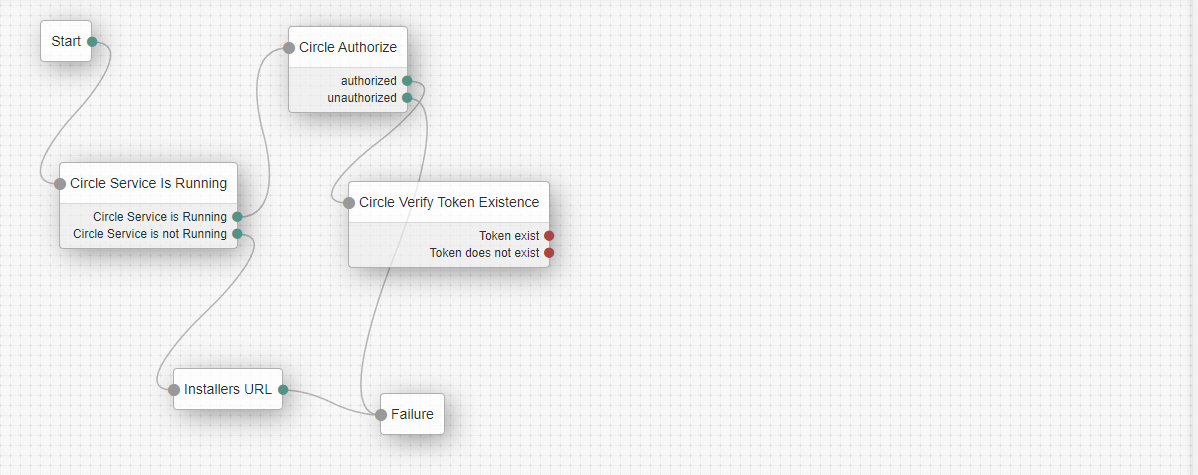 Start
Circle Authorize
authorized
unauthorized
Circle Service Is Running
Circle Service is Running
Circle Service is not Running
Circle Verify Token Existence
Token exist
Token does not exist
Installers URL
Failure